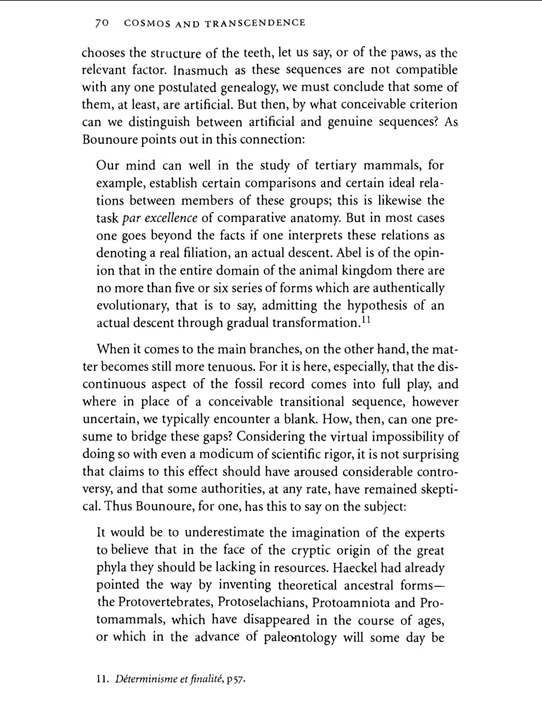 70 COSMOS AND TRANSCENDENCE
chooses the structure of the teeth, let us say, or of the paws, as the
relevant factor. Inasmuch as these sequences are not compatible
with any one postulated genealogy, we must conclude that some of
them, at least, are artificial. But then, by what conceivable criterion
can we distinguish between artificial and genuine sequences? As
Bounoure points out in this connection:
Our mind can well in the study of tertiary mammals, for
example, establish certain comparisons and certain ideal rela-
tions between members of these groups; this is likewise the
task par excellence of comparative anatomy. But in most cases
one goes beyond the facts if one interprets these relations as
denoting a real filiation, an actual descent. Abel is of the opin-
ion that in the entire domain of the animal kingdom there are
no more than five or six series of forms which are authentically
evolutionary, that is to say, admitting the hypothesis of an
actual descent through gradual transformation.11
When it comes to the main branches, on the other hand, the mat-
ter becomes still more tenuous. For it is here, especially, that the dis-
continuous aspect of the fossil record comes into full play, and
where in place of a conceivable transitional sequence, however
uncertain, we typically encounter a blank. How, then, can one pre-
sume to bridge these gaps? Considering the virtual impossibility of
doing so with even a modicum of scientific rigor, it is not surprising
that claims to this effect should have aroused considerable contro-
versy, and that some authorities, at any rate, have remained skepti-
cal. Thus Bounoure, for one, has this to say on the subject:
It would be to underestimate the imagination of the experts
to believe that in the face of the cryptic origin of the great
phyla they should be lacking in resources. Haeckel had already
pointed the way by inventing theoretical ancestral forms—
the Protovertebrates, Protoselachians, Protoamniota and Pro-
tomammals, which have disappeared in the course of ages,
or which in the advance of paleontology will some day be
11. Déterminisme et finalité, p57.